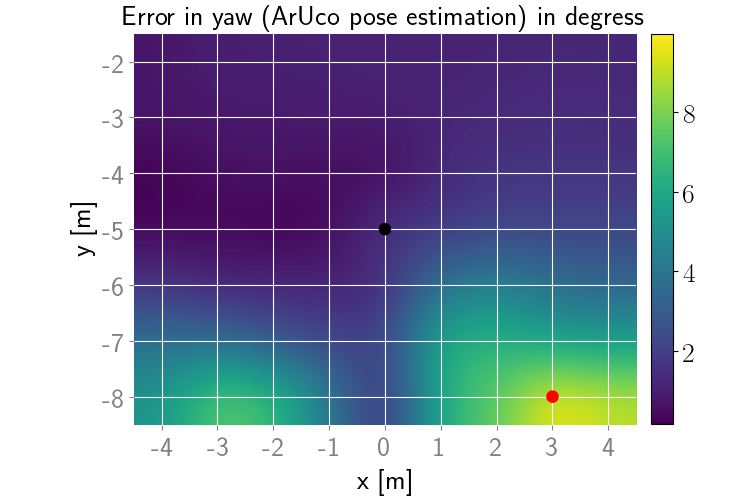 Error in yaw (ArUco pose estimation) in degress
-2
-3
-4
-5
-6
-7
-8
y [m]
-4 -3 -2 -1 0 1 2 3 4
x [m]
8
6
4
2